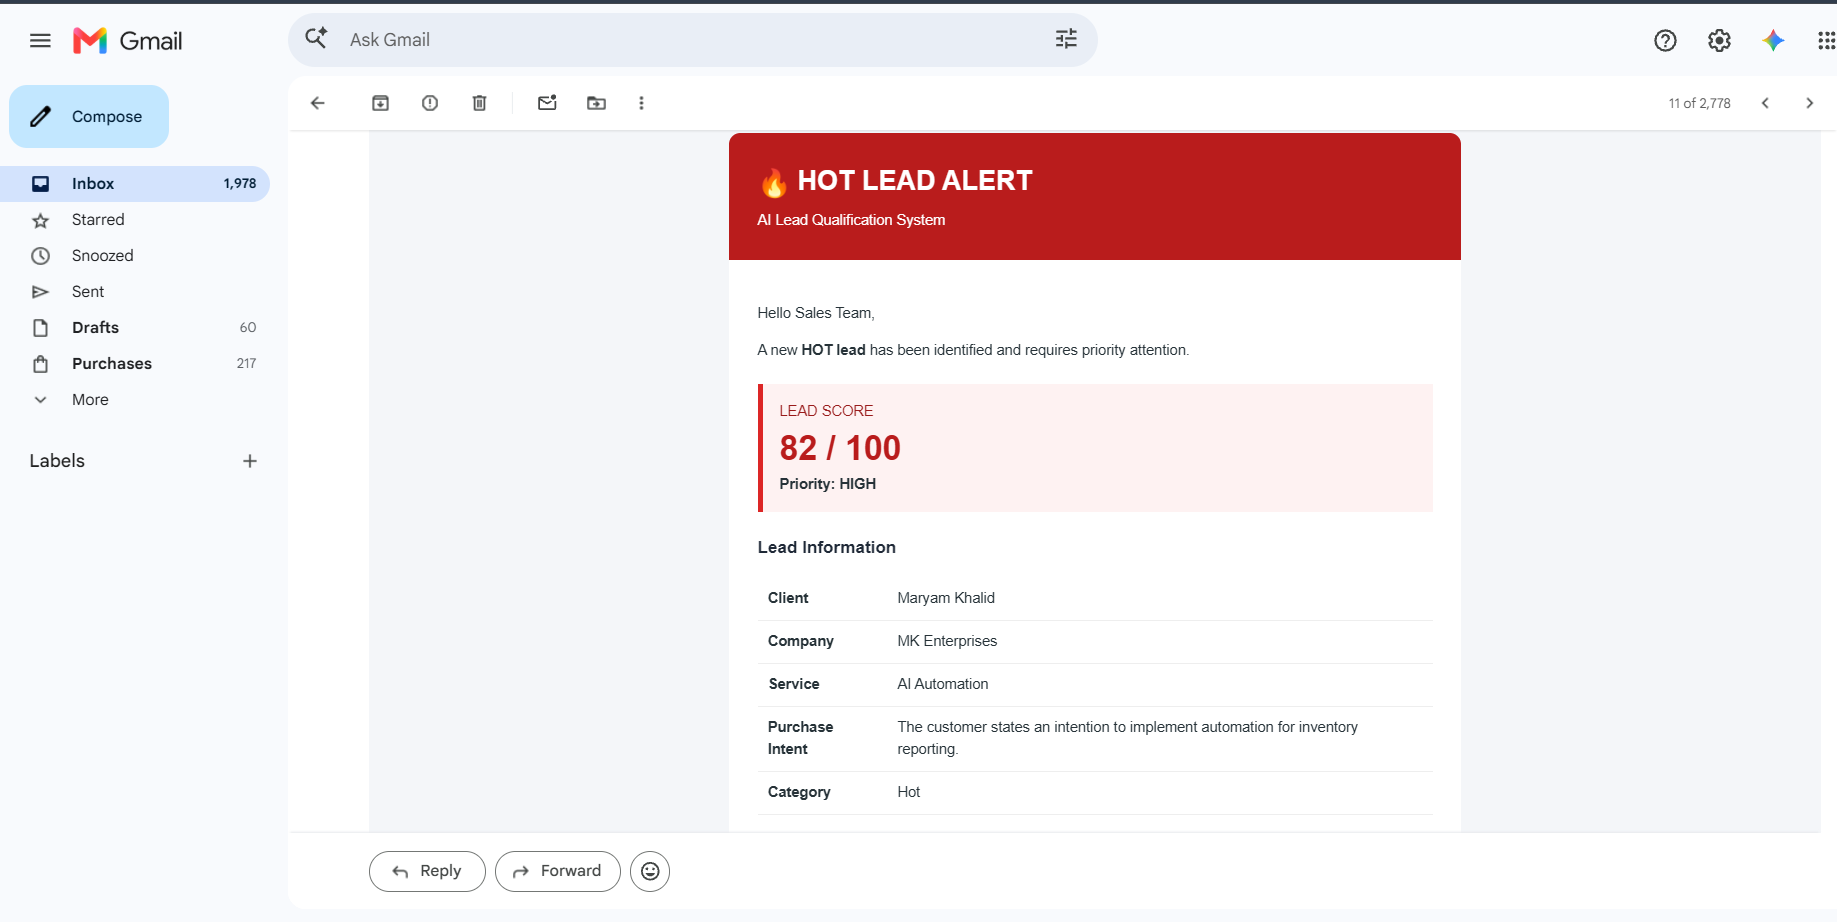 Gmail
Ask Gmail
Compose
11 of 2,778
Inbox 1,978
Starred
Snoozed
Sent
Drafts 60
Purchases 217
More
Labels
🔥 HOT LEAD ALERT
AI Lead Qualification System
Hello Sales Team,
A new HOT lead has been identified and requires priority attention.
LEAD SCORE
82 / 100
Priority: HIGH
Lead Information
Client Maryam Khalid
Company MK Enterprises
Service AI Automation
Purchase Intent The customer states an intention to implement automation for inventory
reporting.
Category Hot
Reply Forward